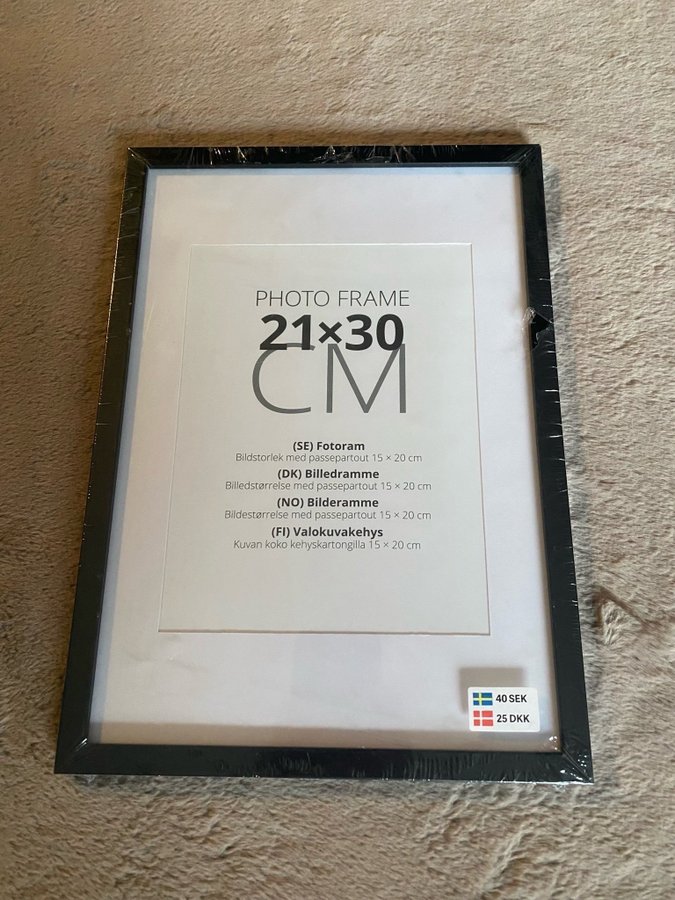 PHOTO FRAME
21×30
CM
(SE) Fotoram
Bildstorlek med passepartout 15 × 20 cm
(DK) Billedramme
Billedstørrelse med passepartout 15 × 20 cm
(NO) Bilderamme
Bildestørrelse med passepartout 15 × 20 cm
(FI) Valokuvakehys
Kuvan koko kehyskartongilla 15 × 20 cm
40 SEK
25 DKK